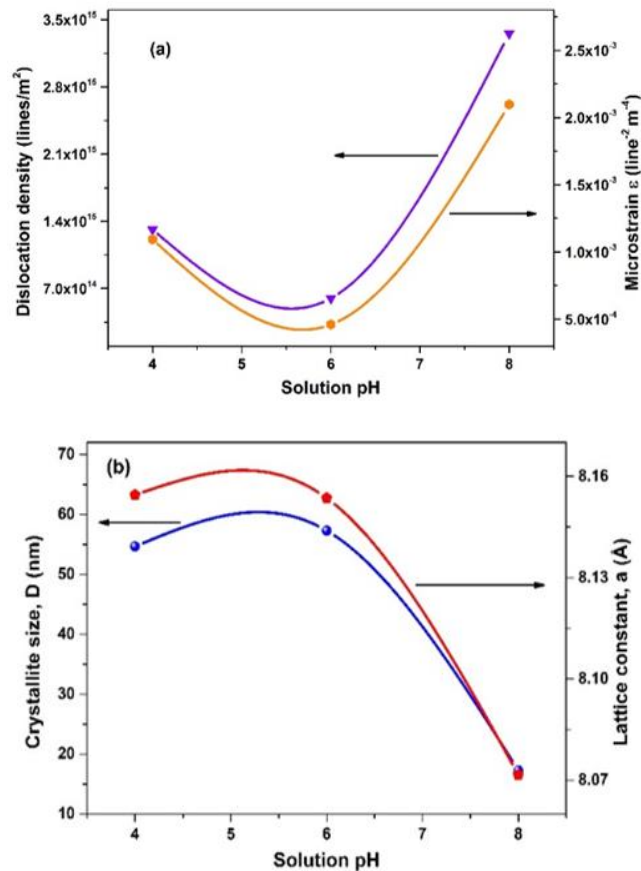 (a)
Dislocation density (lines/m²)
3.5x10¹⁵
2.8x10¹⁵
2.1x10¹⁵
1.4x10¹⁵
7.0x10¹⁴
2.5x10⁻³
2.0x10⁻³
1.5x10⁻³
1.0x10⁻³
5.0x10⁻⁴
Microstrain ε (line⁻² m⁻⁴)
4 5 6 7 8
Solution pH
(b)
Crystallite size, D (nm)
70
60
50
40
30
20
10
8.16
8.13
8.10
8.07
Lattice constant, a (Å)
4 5 6 7 8
Solution pH